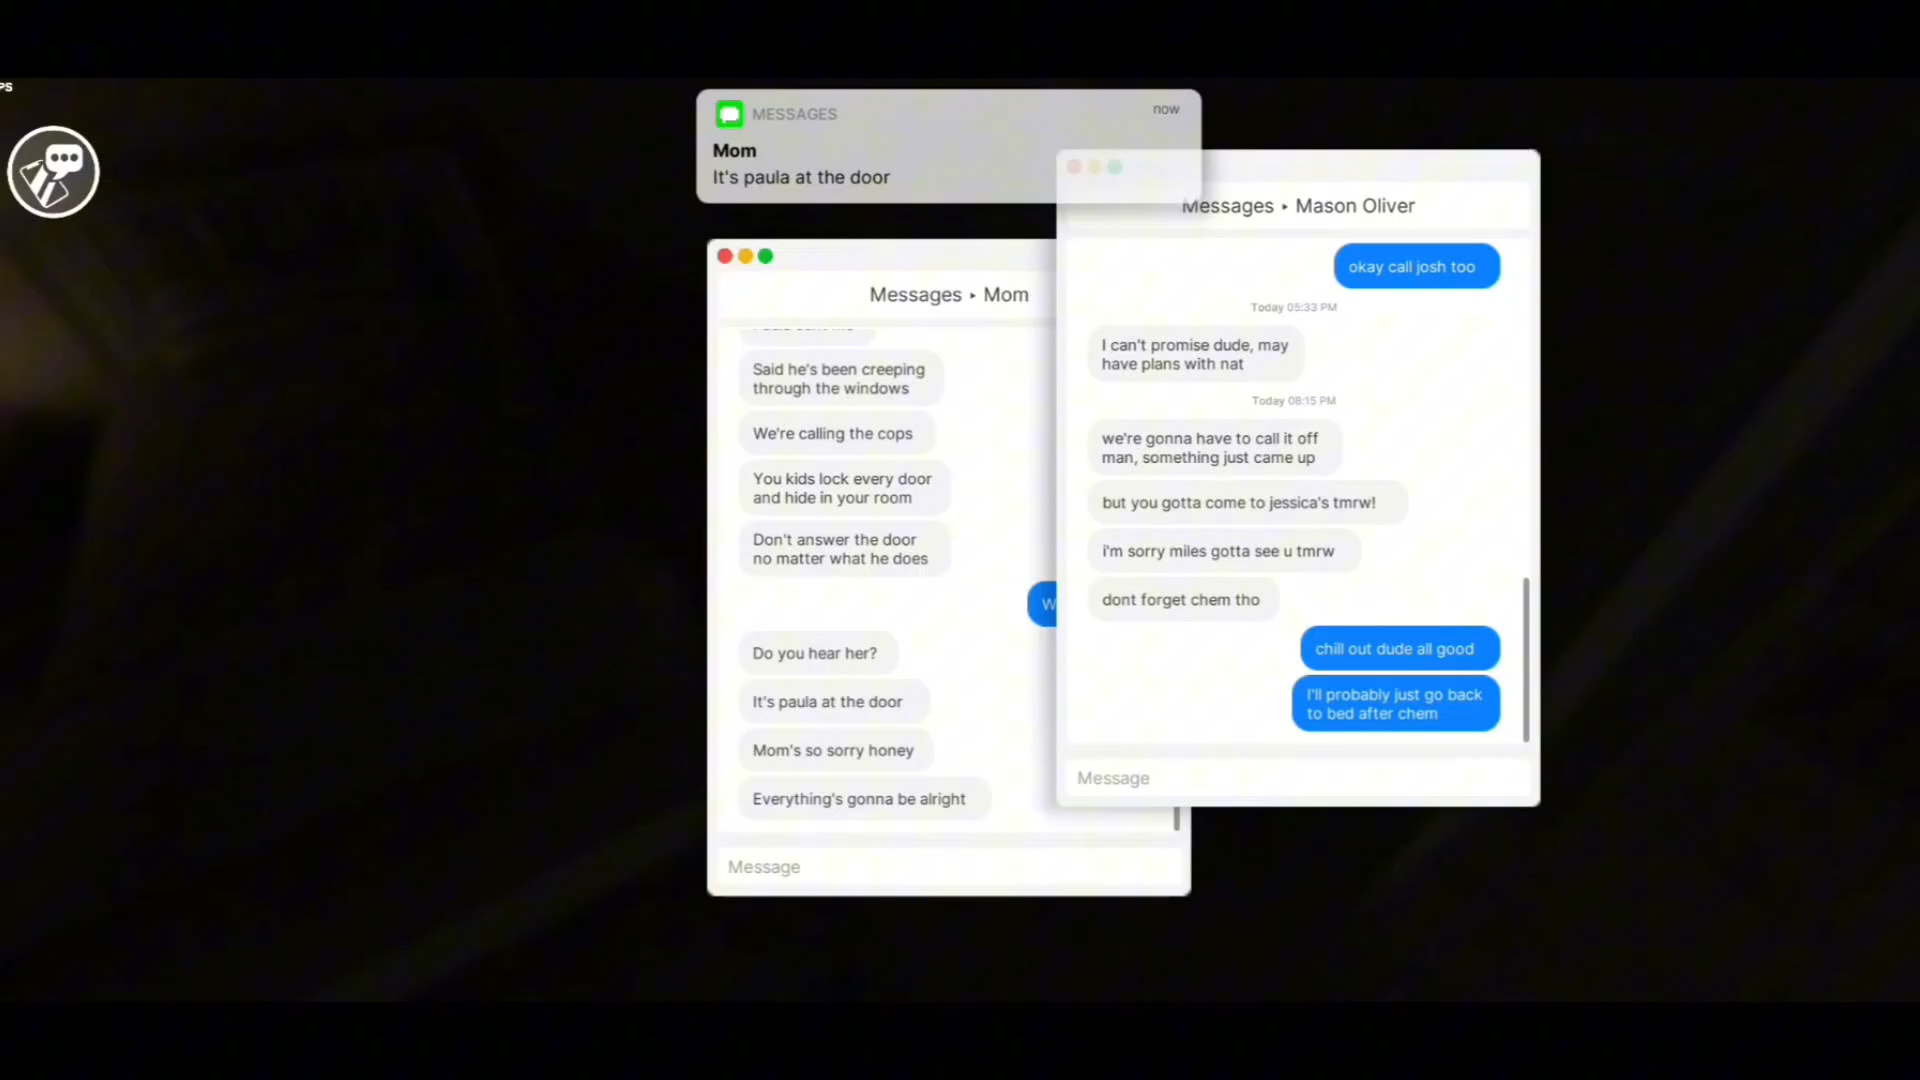 PS
MESSAGES
now
Mom
It's paula at the door
Messages ‣ Mom
Said he's been creeping
through the windows
We're calling the cops
You kids lock every door
and hide in your room
Don't answer the door
no matter what he does
W
Do you hear her?
It's paula at the door
Mom's so sorry honey
Everything's gonna be alright
Message
Messages ‣ Mason Oliver
okay call josh too
Today 05:33 PM
I can't promise dude, may
have plans with nat
Today 08:15 PM
we're gonna have to call it off
man, something just came up
but you gotta come to jessica's tmrw!
i'm sorry miles gotta see u tmrw
dont forget chem tho
chill out dude all good
I'll probably just go back
to bed after chem
Message